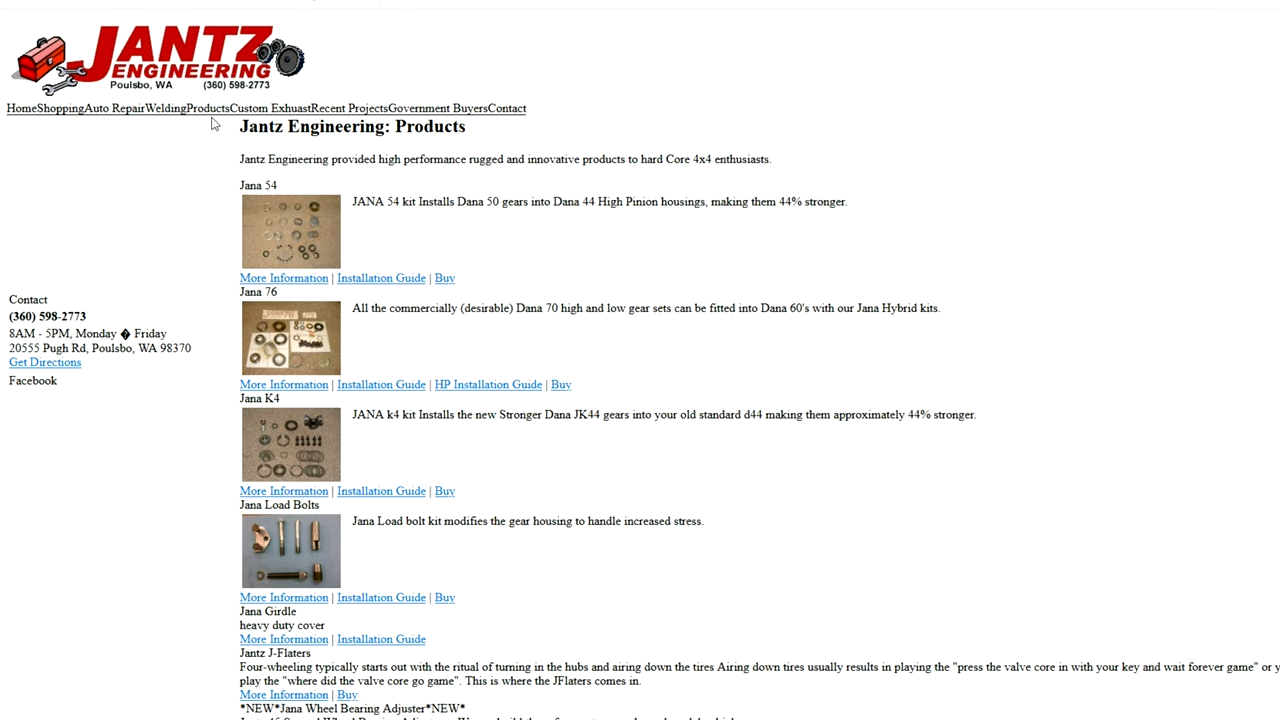 JANTZ
ENGINEERING
Poulsbo, WA (360) 598-2773
HomeShoppingAuto RepairWeldingProductsCustom ExhuastRecent ProjectsGovernment BuyersContact
Jantz Engineering: Products
Jantz Engineering provided high performance rugged and innovative products to hard Core 4x4 enthusiasts.
Jana 54
JANA 54 kit Installs Dana 50 gears into Dana 44 High Pinion housings, making them 44% stronger.
More Information | Installation Guide | Buy
Jana 76
All the commercially (desirable) Dana 70 high and low gear sets can be fitted into Dana 60's with our Jana Hybrid kits.
More Information | Installation Guide | HP Installation Guide | Buy
Jana K4
JANA k4 kit Installs the new Stronger Dana JK44 gears into your old standard d44 making them approximately 44% stronger.
More Information | Installation Guide | Buy
Jana Load Bolts
Jana Load bolt kit modifies the gear housing to handle increased stress.
More Information | Installation Guide | Buy
Jana Girdle
heavy duty cover
More Information | Installation Guide
Jantz J-Flaters
Four-wheeling typically starts out with the ritual of turning in the hubs and airing down the tires Airing down tires usually results in playing the "press the valve core in with your key and wait forever game" or y
play the "where did the valve core go game". This is where the JFlaters comes in.
More Information | Buy
*NEW*Jana Wheel Bearing Adjuster*NEW*
Contact
(360) 598-2773
8AM - 5PM, Monday � Friday
20555 Pugh Rd, Poulsbo, WA 98370
Get Directions
Facebook